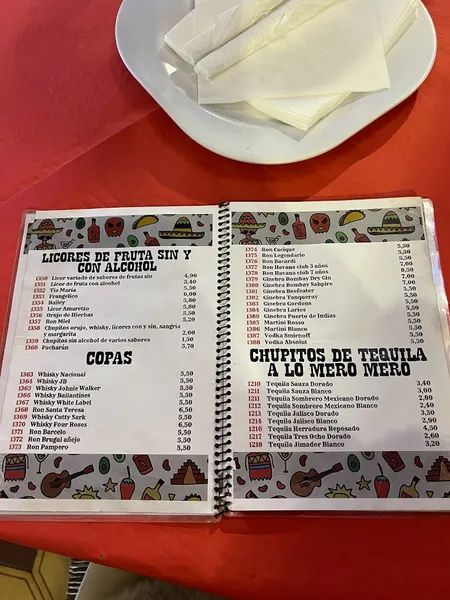 LICORES DE FRUTA SIN Y
CON ALCOHOL
1350 Licor variado de sabores de frutas sin 4,90
1351 Licor de fruta con alcohol 5,40
1352 Tia María 5,50
1353 Frangelico 6,00
1354 Bailey 5,80
1355 Licor Amaretto 5,80
1356 Orujo de Hierbas 5,50
1357 Ron Miel 5,20
1358 Chupitos orujo, whisky, licores con y sin, sangria
y margarita 2,00
1359 Chupitos sin alcohol de varios sabores 1,50
1360 Pacharán 5,70
COPAS
1363 Whisky Nacional 5,50
1364 Whisky JB 5,50
1365 Whisky Johnie Walker 5,50
1366 Whisky Ballantines 5,50
1367 Whisky White Label 5,50
1368 Ron Santa Teresa 6,50
1369 Whisky Cutty Sark 5,50
1370 Whisky Four Roses 6,50
1371 Ron Barcelo 5,50
1372 Ron Brugal añejo 5,50
1373 Ron Pampero 5,50
1374 Ron Cacique 5,50
1375 Ron Legendario 5,50
1376 Ron Bacardi
1377 Ron Havana club 3 años
1378 Ron Havana club 7 años 8,50
1379 Ginebra Bombay Dry Gin
1380 Ginebra Bombay Sahpire 7,00
1381 Ginebra Beefeater 5,50
1382 Ginebra Tanqueray 5,50
1383 Ginebra Gordons 5,50
1384 Ginebra Larios 5,50
1385 Ginebra Puerto de Indias 5,50
1385 Martini Rosso 5,50
1386 Martini Blanco 5,50
1387 Vodka Smirnoff 5,50
1388 Vodka Absolut 5,50
CHUPITOS DE TEQUILA
A LO MERO MERO
1210 Tequila Sauza Dorado 3,40
1211 Tequila Sauza Blanco 3,00
1211 Tequila Sombrero Mexicano Dorado 2,80
1212 Tequila Sombrero Mexicano Blanco 2,40
1213 Tequila Jalisco Dorado 3,50
1214 Tequila Jalisco Blanco 2,90
1216 Tequila Herradura Reposado 4,50
1217 Tequila Tres Ocho Dorado 2,60
1218 Tequila Jimador Blanco 3,20